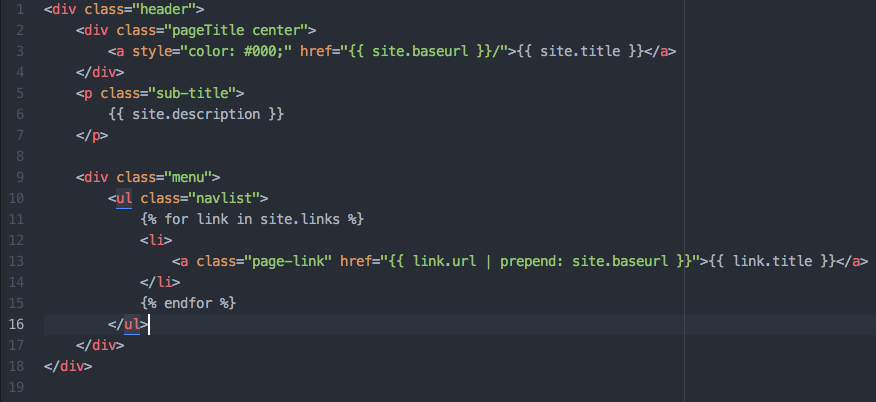 1 <div class="header">
2     <div class="pageTitle center">
3         <a style="color: #000;" href="{{ site.baseurl }}/">{{ site.title }}</a>
4     </div>
5     <p class="sub-title">
6         {{ site.description }}
7     </p>
8
9     <div class="menu">
10         <ul class="navlist">
11             {% for link in site.links %}
12             <li>
13                 <a class="page-link" href="{{ link.url | prepend: site.baseurl }}">{{ link.title }}</a>
14             </li>
15             {% endfor %}
16         </ul>
17     </div>
18 </div>
19